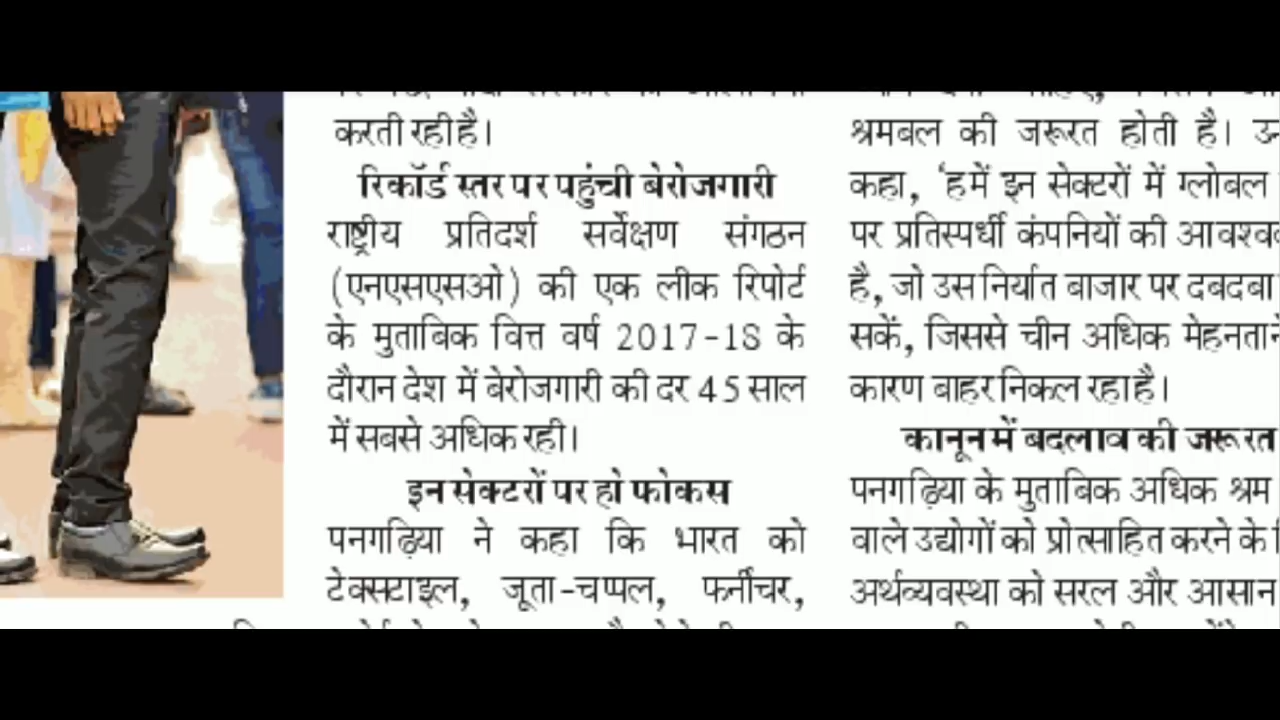 करती रही है।
रिकॉर्ड स्तर पर पहुंची बेरोजगारी
राष्ट्रीय प्रतिदर्श सर्वेक्षण संगठन
(एनएसएसओ) की एक लीक रिपोर्ट
के मुताबिक वित्त वर्ष 2017-18 के
दौरान देश में बेरोजगारी की दर 45 साल
में सबसे अधिक रही।
इन सेक्टरों पर हो फोकस
पनगढ़िया ने कहा कि भारत को
टेक्सटाइल, जूता-चप्पल, फर्नीचर,
श्रमबल की जरूरत होती है।
कहा, 'हमें इन सेक्टरों में ग्लोबल
पर प्रतिस्पर्धी कंपनियों की
है, जो उस निर्यात बाजार पर दबदबा
सकें, जिससे चीन अधिक
कारण बाहर निकल रहा है।
कानून में बदलाव की जरूरत
पनगढ़िया के मुताबिक अधिक श्रम
वाले उद्योगों को प्रोत्साहित करने के
अर्थव्यवस्था को सरल और आसान